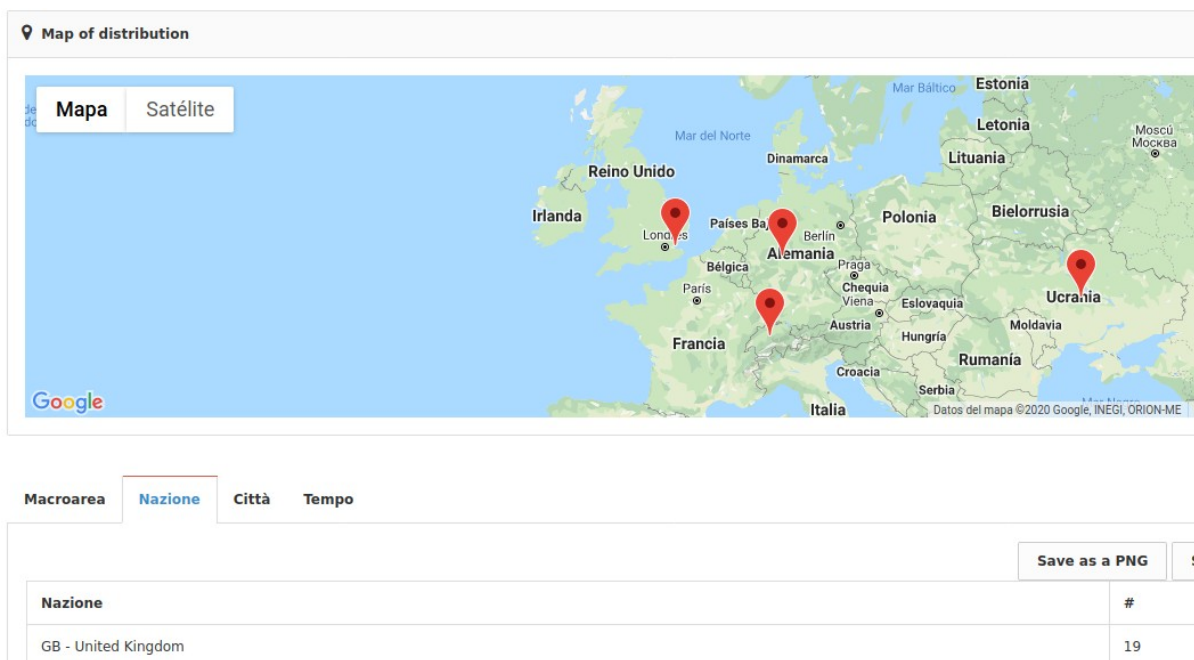 Map of distribution
Mapa
Satélite
Mar Báltico
Estonia
Letonia
Moscú
Москва
Mar del Norte
Dinamarca
Lituania
Reino Unido
Irlanda
Países
Polonia
Bielorrusia
Berlín
Alemania
Bélgica
Praga
París
Chequia
Viena
Eslovaquia
Ucrania
Austria
Moldavia
Francia
Hungría
Rumanía
Croacia
Serbia
Italia
Google
Datos del mapa ©2020 Google, INEGI, ORION-ME
Macroarea
Nazione
Città
Tempo
Save as a PNG
Nazione
#
GB - United Kingdom
19